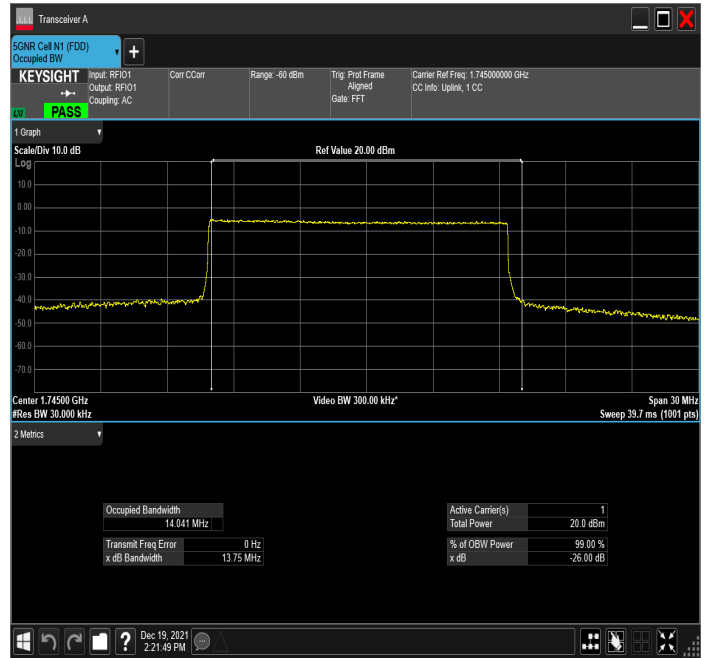 Transceiver A
5GNR Cell N1 (FDD)
Occupied BW
+
KEYSIGHT
LXI
PASS
Input: RFIO1
Output: RFIO1
Coupling: AC
Corr CCorr
Range: -60 dBm
Trig: Prot Frame
Aligned
Gate: FFT
Carrier Ref Freq: 1.745000000 GHz
CC Info: Uplink, 1 CC
1 Graph
Scale/Div 10.0 dB
Ref Value 20.00 dBm
Log
10.0
0.00
-10.0
-20.0
-30.0
-40.0
-50.0
-60.0
-70.0
Center 1.74500 GHz
Video BW 300.00 kHz*
Span 30 MHz
#Res BW 30.000 kHz
Sweep 39.7 ms (1001 pts)
2 Metrics
Occupied Bandwidth
14.041 MHz
Transmit Freq Error 0 Hz
x dB Bandwidth 13.75 MHz
Active Carrier(s) 1
Total Power 20.0 dBm
% of OBW Power 99.00 %
x dB -26.00 dB
?
Dec 19, 2021
2:21:49 PM